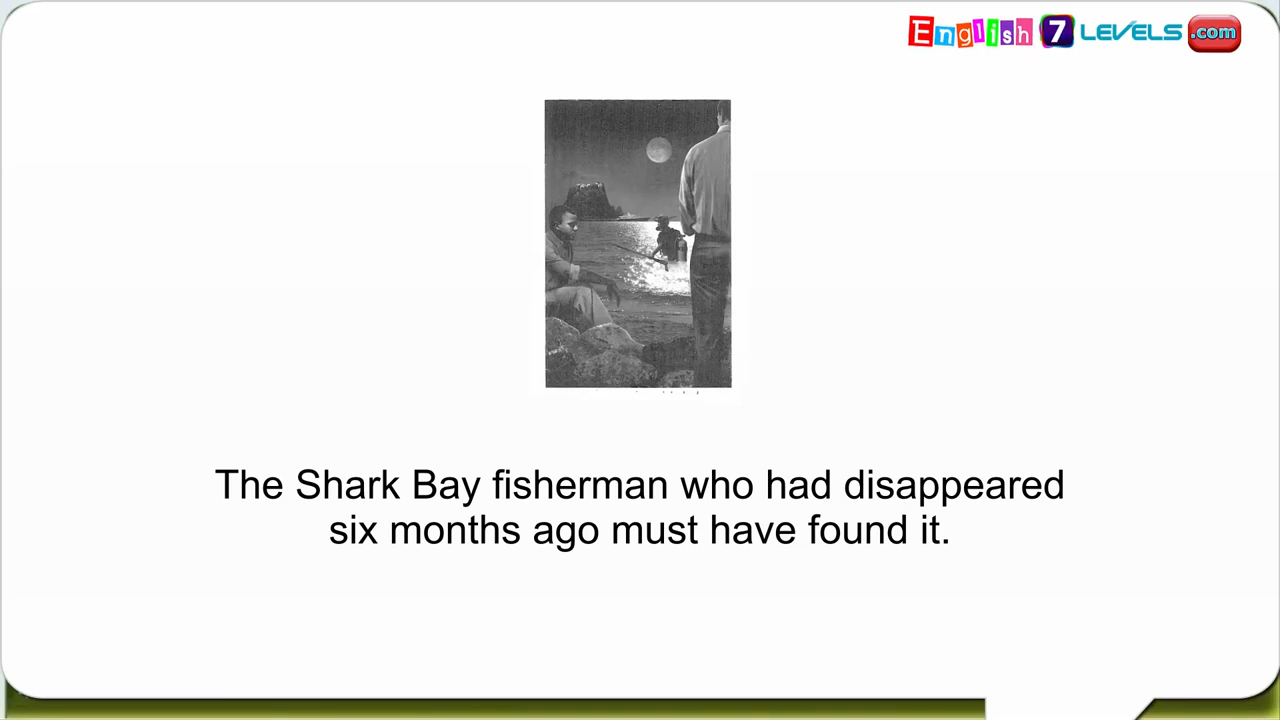 English 7 LEVELS .com
The Shark Bay fisherman who had disappeared
six months ago must have found it.